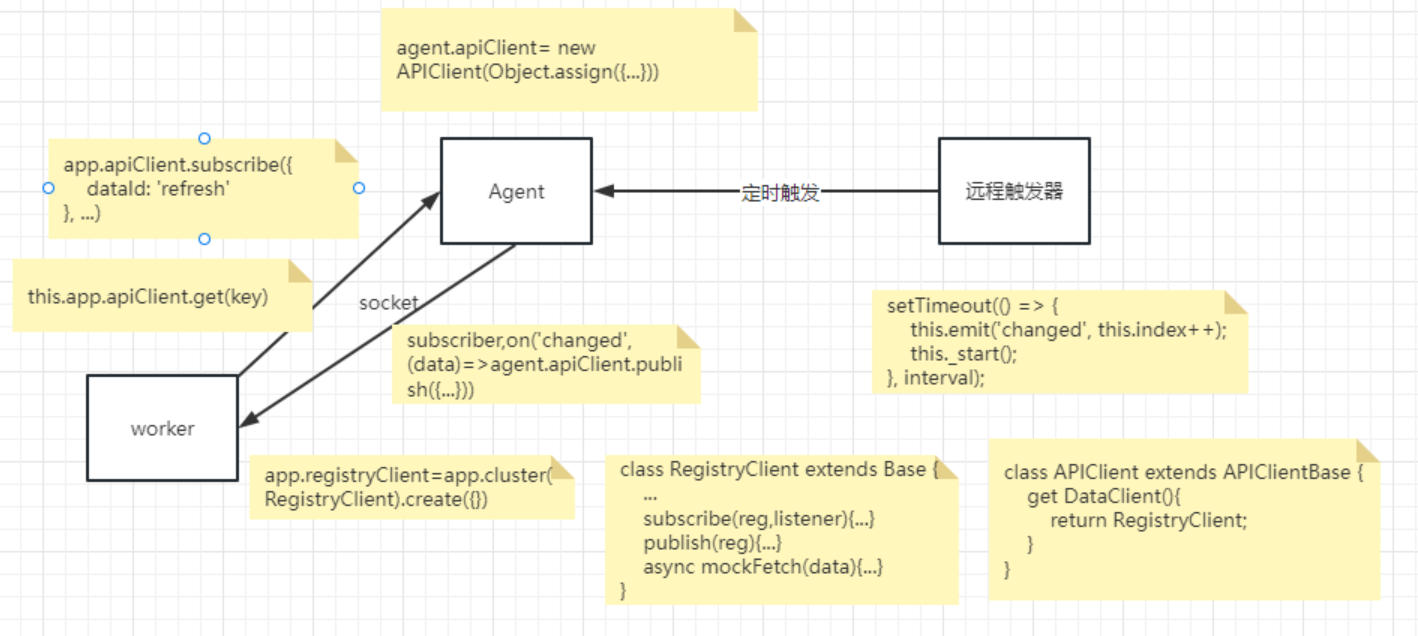 agent.apiClient= new
APIClient(Object.assign({...}))
app.apiClient.subscribe({
dataId: 'refresh'
}, ...)
Agent
定时触发
远程触发器
this.app.apiClient.get(key)
socket
subscriber,on('changed',
(data)=>agent.apiClient.publi
sh({...}))
setTimeout(() => {
this.emit('changed', this.index++);
this._start();
}, interval);
worker
app.registryClient=app.cluster(
RegistryClient).create({})
class RegistryClient extends Base {
...
subscribe(reg,listener){...}
publish(reg){...}
async mockFetch(data){...}
}
class APIClient extends APIClientBase {
get DataClient(){
return RegistryClient;
}
}